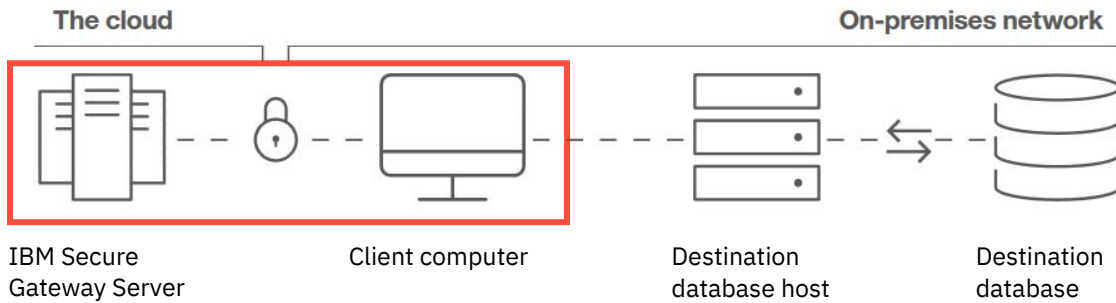 The cloud
On-premises network
IBM Secure
Gateway Server
Client computer
Destination
database host
Destination
database